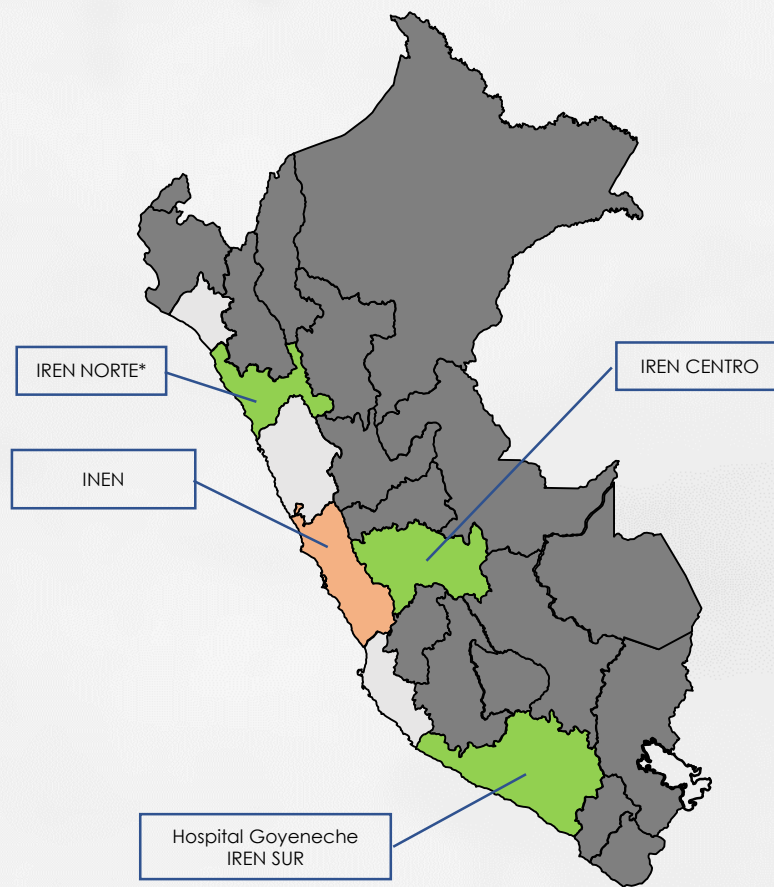 IREN NORTE*
IREN CENTRO
INEN
Hospital Goyeneche
IREN SUR